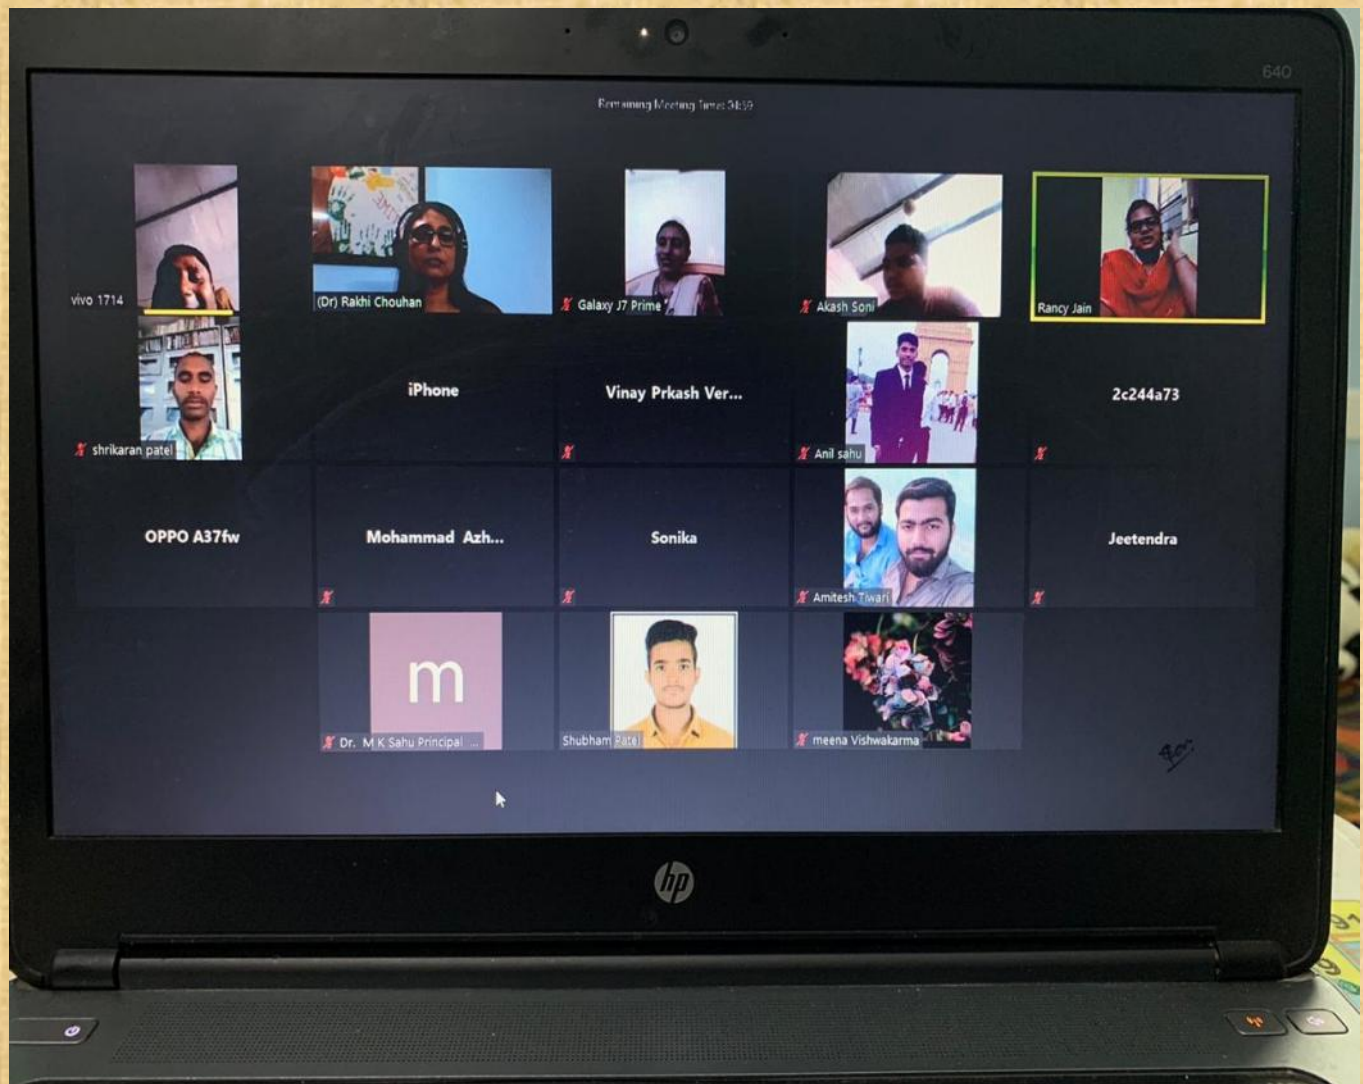 640
Remaining Meeting Time: 04:59
vivo 1714
(Dr) Rakhi Chouhan
Galaxy J7 Prime
Akash Soni
Rancy Jain
shrikaran patel
iPhone
Vinay Prkash Ver...
Anil sahu
2c244a73
OPPO A37fw
Mohammad Azh...
Sonika
Amitesh Tiwari
Jeetendra
m
Dr. M K Sahu Principal ...
Shubham Patel
meena Vishwakarma
hp